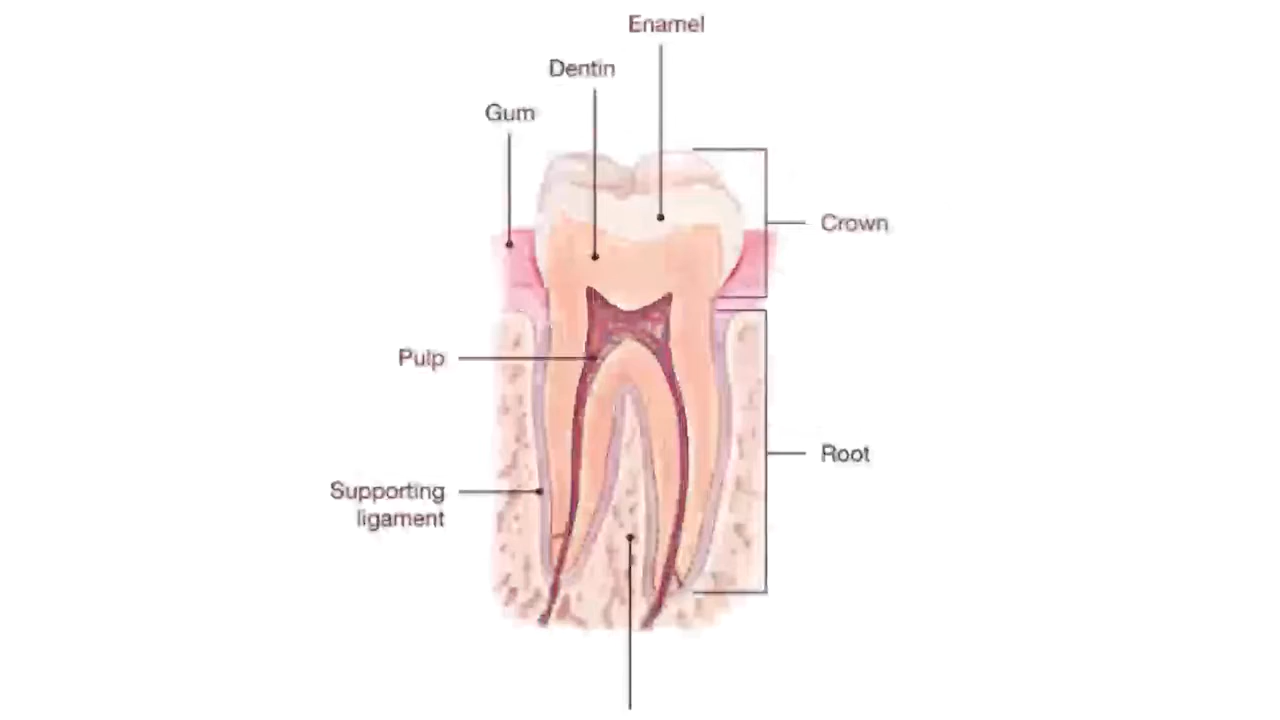 Enamel
Dentin
Gum
Crown
Pulp
Root
Supporting
ligament